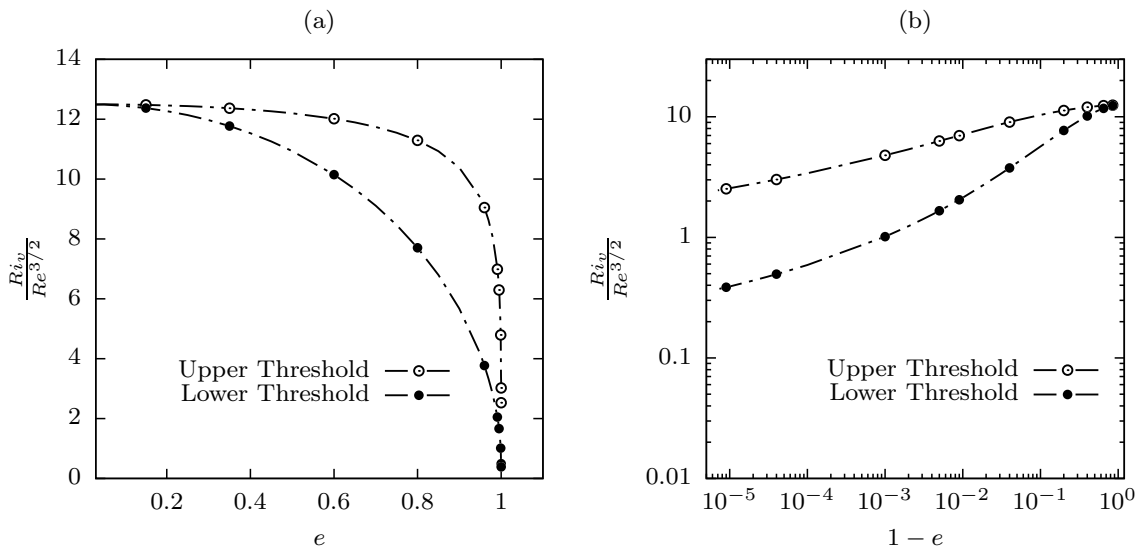 (a)
14
12
10
8
6
4
2
0
0.2 0.4 0.6 0.8 1
e
Ri_v / Re^{3/2}
Upper Threshold
Lower Threshold
(b)
10
1
0.1
0.01
10^{-5} 10^{-4} 10^{-3} 10^{-2} 10^{-1} 10^0
1 − e
Ri_v / Re^{3/2}
Upper Threshold
Lower Threshold